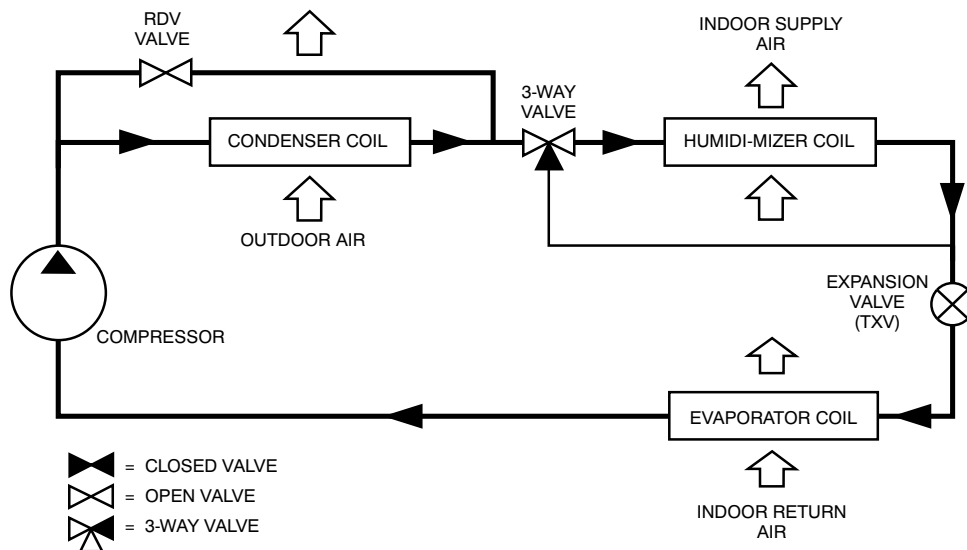 RDV
VALVE
INDOOR SUPPLY
AIR
3-WAY
VALVE
CONDENSER COIL
HUMIDI-MIZER COIL
OUTDOOR AIR
EXPANSION
VALVE
(TXV)
COMPRESSOR
EVAPORATOR COIL
= CLOSED VALVE
= OPEN VALVE
= 3-WAY VALVE
INDOOR RETURN
AIR